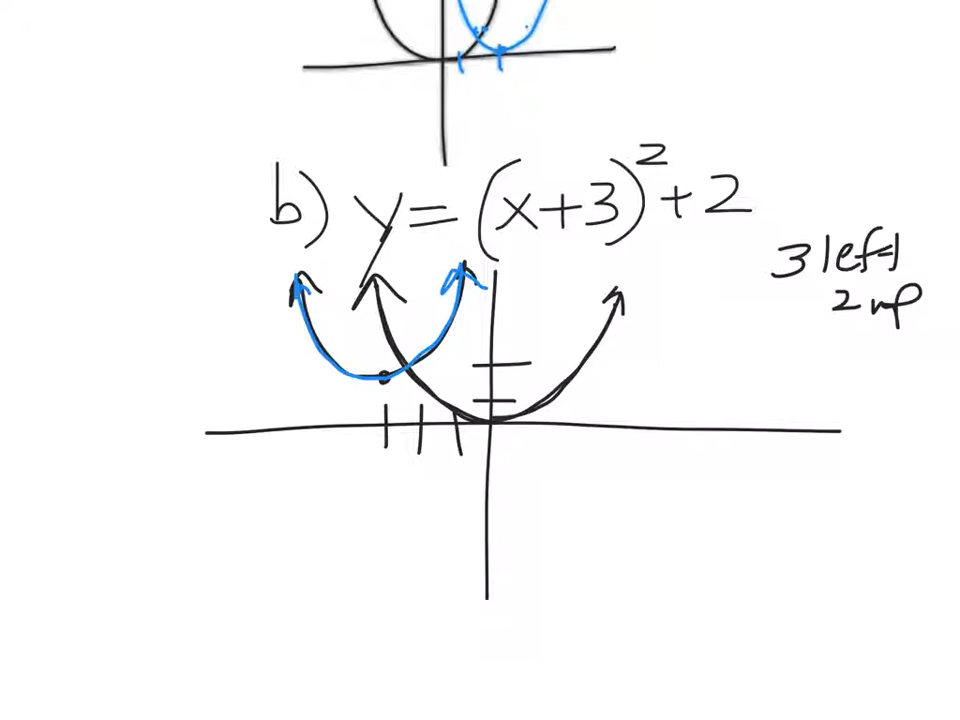 b) y = (x+3)² + 2
3 left
2 up